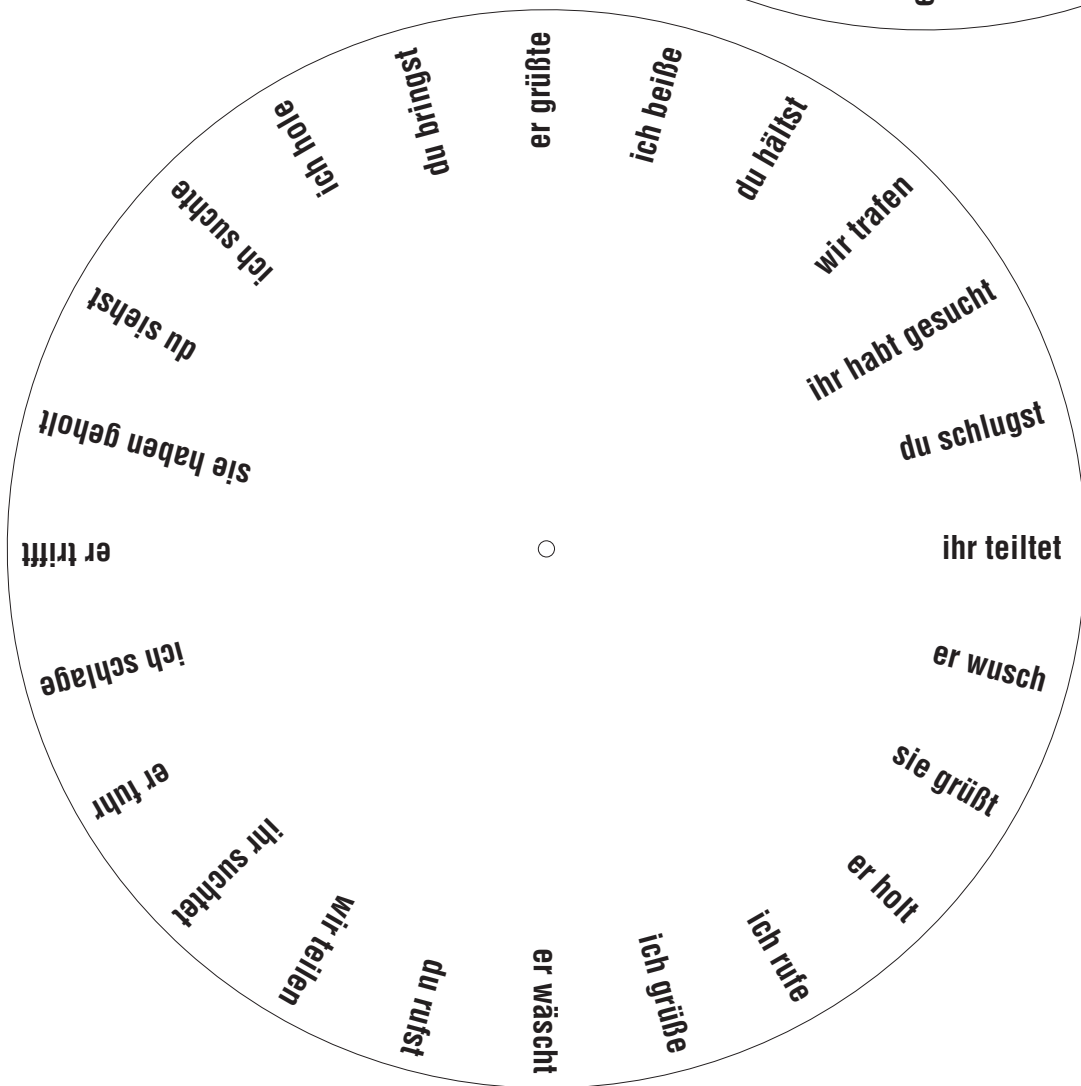 er grüßte
ich beiße
du hältst
wir trafen
ihr habt gesucht
du schlugst
ihr teiltet
er wusch
sie grüßt
er holt
ich rufe
ich grüße
er wäscht
du rufst
wir teilen
ihr suchtet
er fuhr
ich schlage
er trifft
sie haben geholt
du siehst
ich suchte
ich hole
du bringst